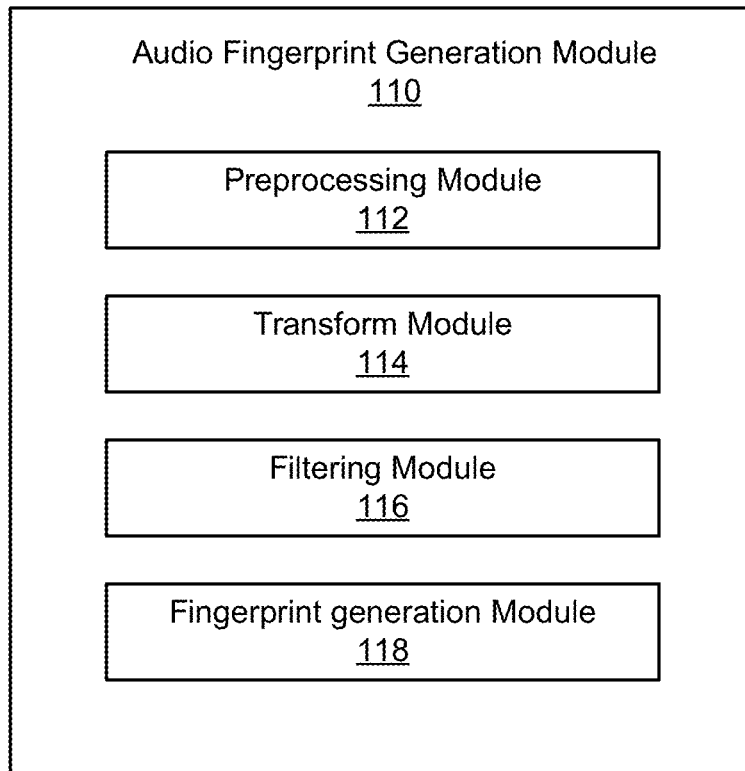 Audio Fingerprint Generation Module
110
Preprocessing Module
112
Transform Module
114
Filtering Module
116
Fingerprint generation Module
118